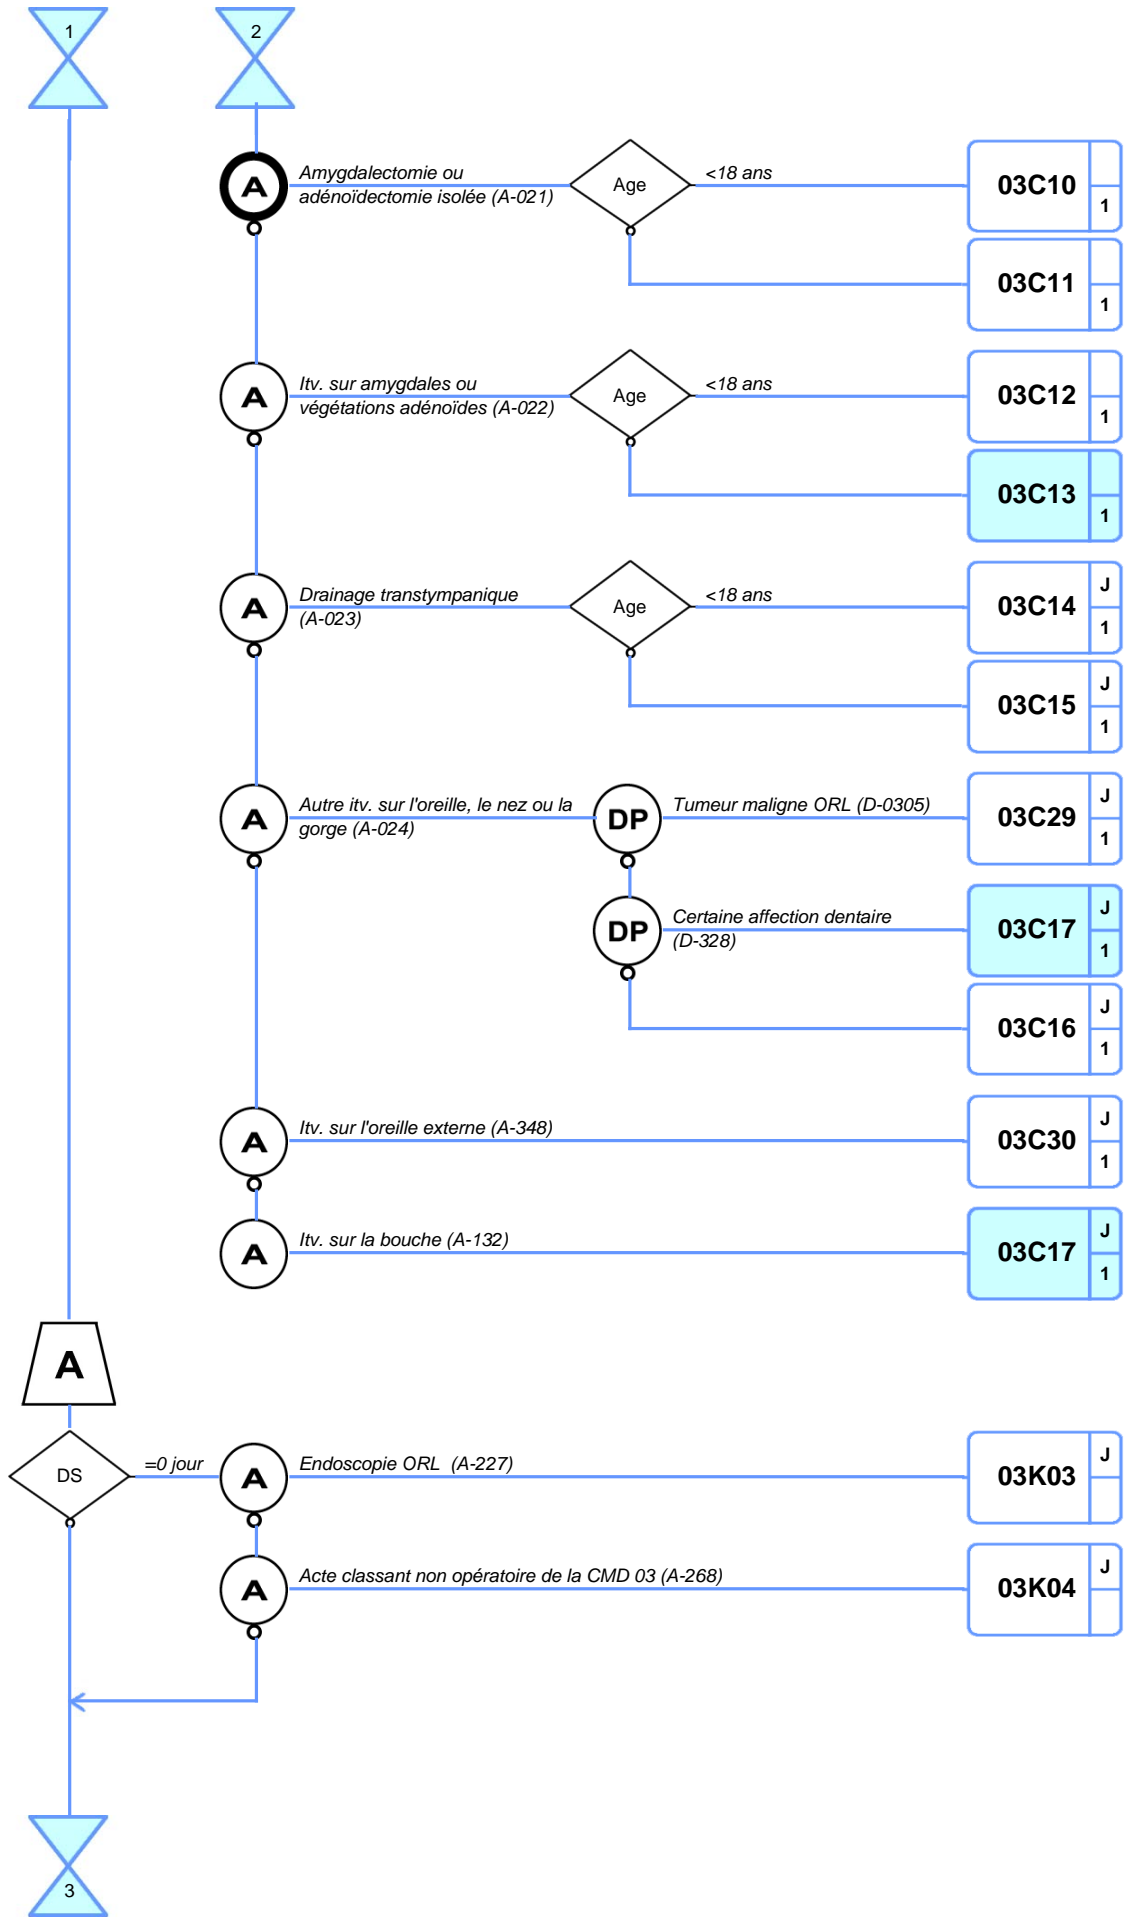 1
2
A
Amygdalectomie ou
adénoïdectomie isolée (A-021)
Age
<18 ans
03C10
1
03C11
1
A
Itv. sur amygdales ou
végétations adénoïdes (A-022)
Age
<18 ans
03C12
1
03C13
1
A
Drainage transtympanique
(A-023)
Age
<18 ans
03C14
J
1
03C15
J
1
A
Autre itv. sur l'oreille, le nez ou la
gorge (A-024)
DP
Tumeur maligne ORL (D-0305)
03C29
J
1
DP
Certaine affection dentaire
(D-328)
03C17
J
1
03C16
J
1
A
Itv. sur l'oreille externe (A-348)
03C30
J
1
A
Itv. sur la bouche (A-132)
03C17
J
1
A
DS
=0 jour
A
Endoscopie ORL (A-227)
03K03
J
A
Acte classant non opératoire de la CMD 03 (A-268)
03K04
J
3